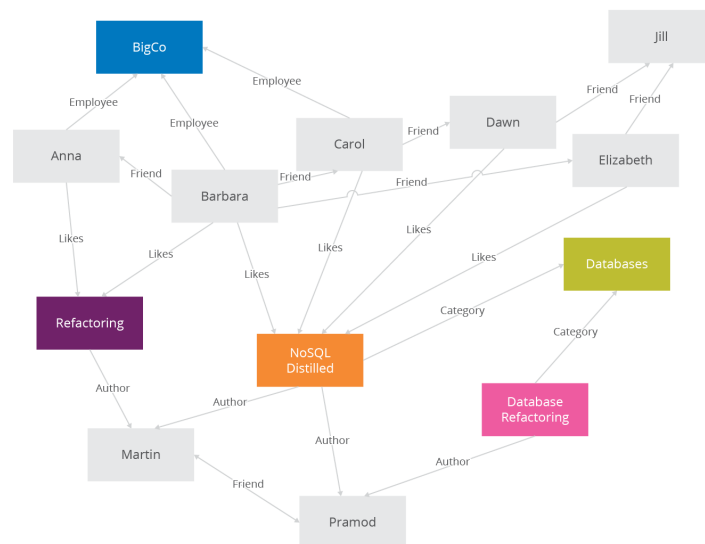 Jill
BigCo
Employee
Friend
Employee
Friend
Dawn
Employee
Friend
Carol
Elizabeth
Anna
Friend
Friend
Friend
Barbara
Likes
Likes
Likes
Likes
Likes
Likes
Databases
Category
Refactoring
Category
NoSQL
Distilled
Author
Author
Database
Refactoring
Author
Martin
Author
Friend
Pramod